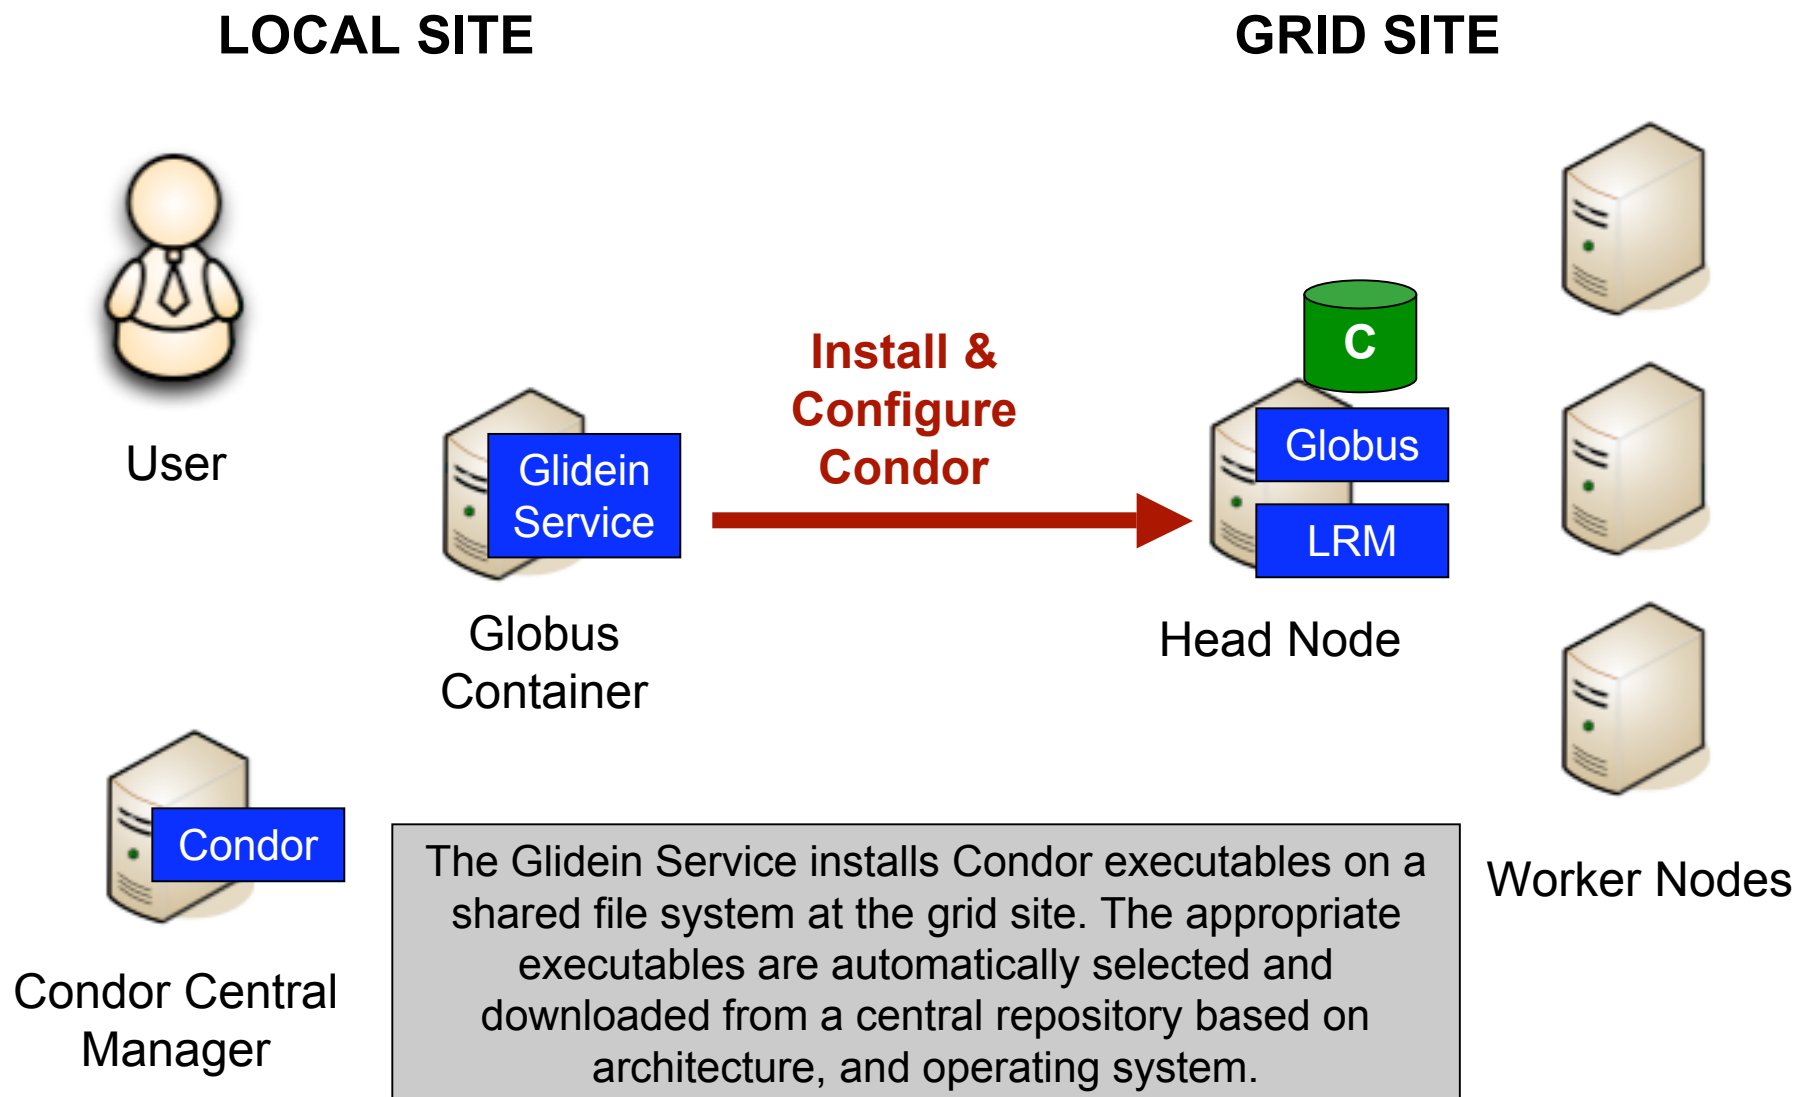 LOCAL SITE
GRID SITE
User
Glidein
Service
Globus
Container
Install &
Configure
Condor
C
Globus
LRM
Head Node
Worker Nodes
Condor
Condor Central
Manager
The Glidein Service installs Condor executables on a
shared file system at the grid site. The appropriate
executables are automatically selected and
downloaded from a central repository based on
architecture, and operating system.